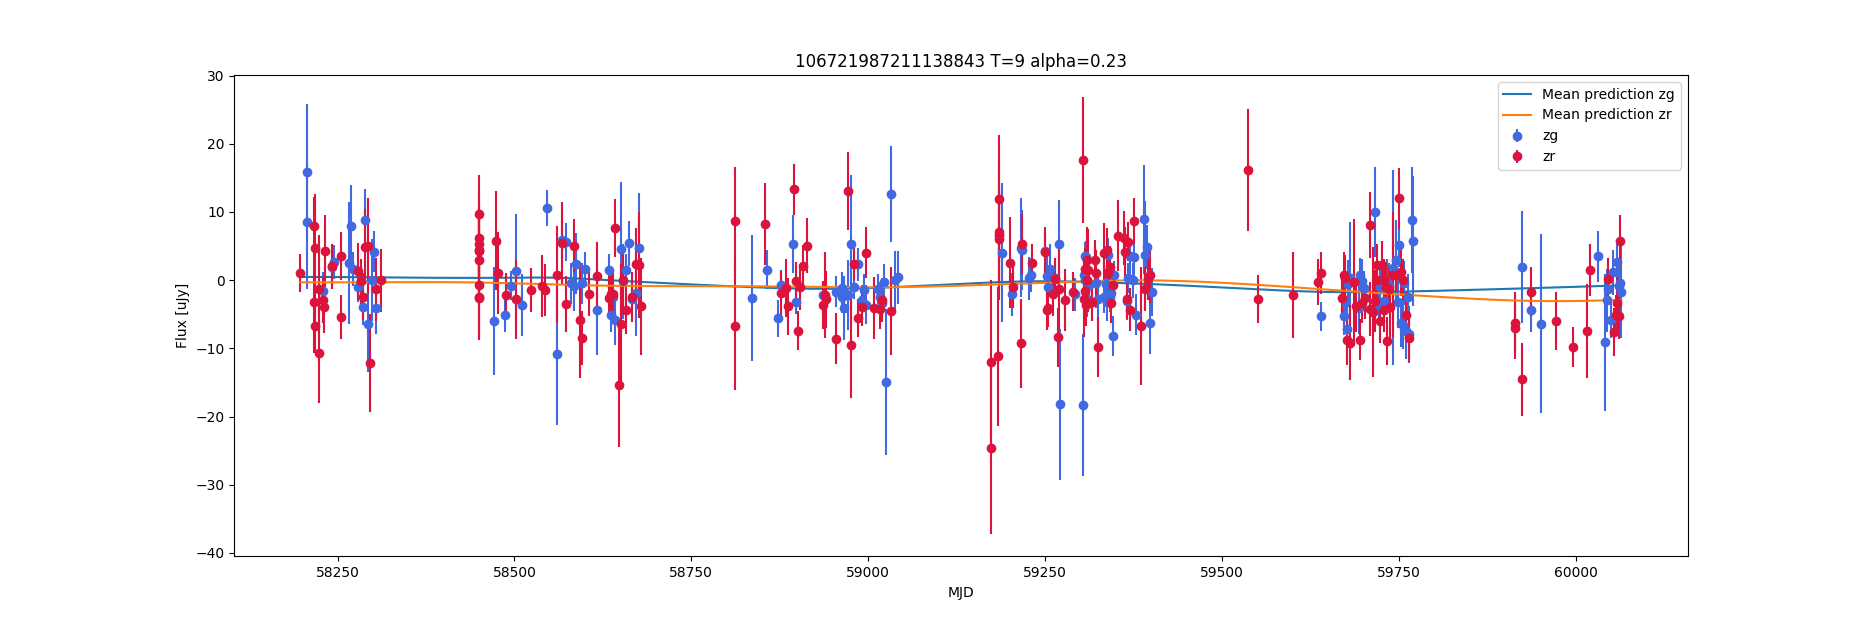 106721987211138843 T=9 alpha=0.23
Mean prediction zg
Mean prediction zr
zg
zr
Flux [uJy]
30
20
10
0
−10
−20
−30
−40
58250 58500 58750 59000 59250 59500 59750 60000
MJD